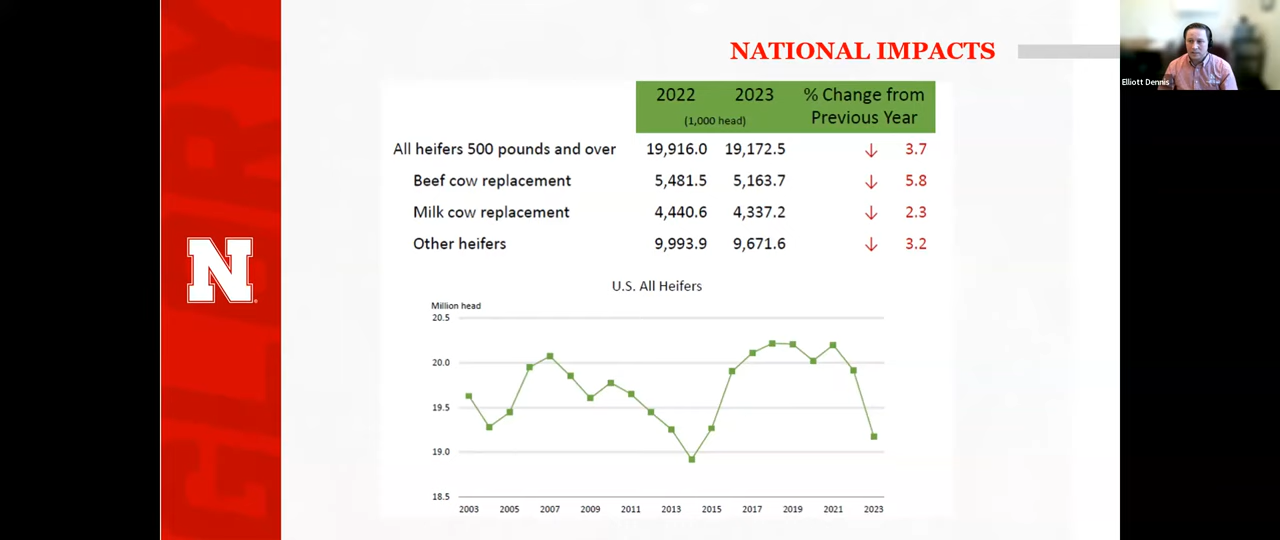 NATIONAL IMPACTS
Elliott Dennis
2022 2023 % Change from
(1,000 head) Previous Year
All heifers 500 pounds and over 19,916.0 19,172.5 ↓ 3.7
Beef cow replacement 5,481.5 5,163.7 ↓ 5.8
Milk cow replacement 4,440.6 4,337.2 ↓ 2.3
Other heifers 9,993.9 9,671.6 ↓ 3.2
N
U.S. All Heifers
Million head
20.5
20.0
19.5
19.0
18.5
2003 2005 2007 2009 2011 2013 2015 2017 2019 2021 2023